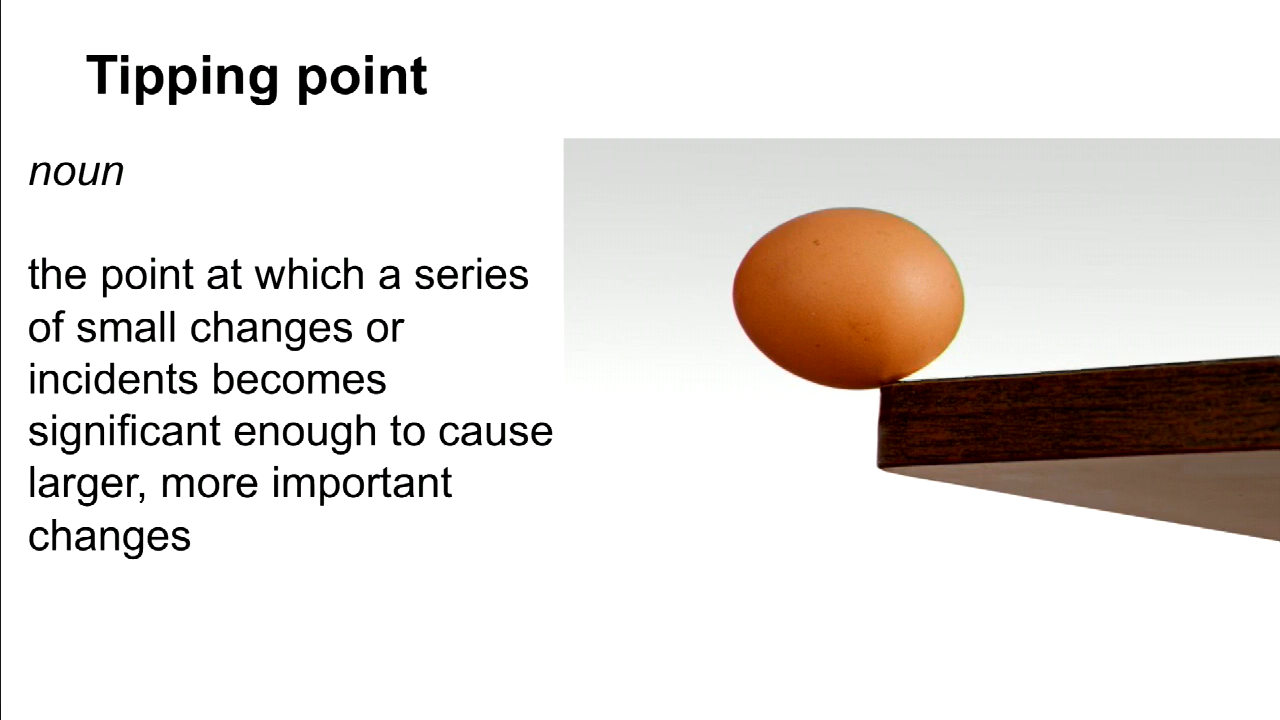 Tipping point
noun
the point at which a series
of small changes or
incidents becomes
significant enough to cause
larger, more important
changes